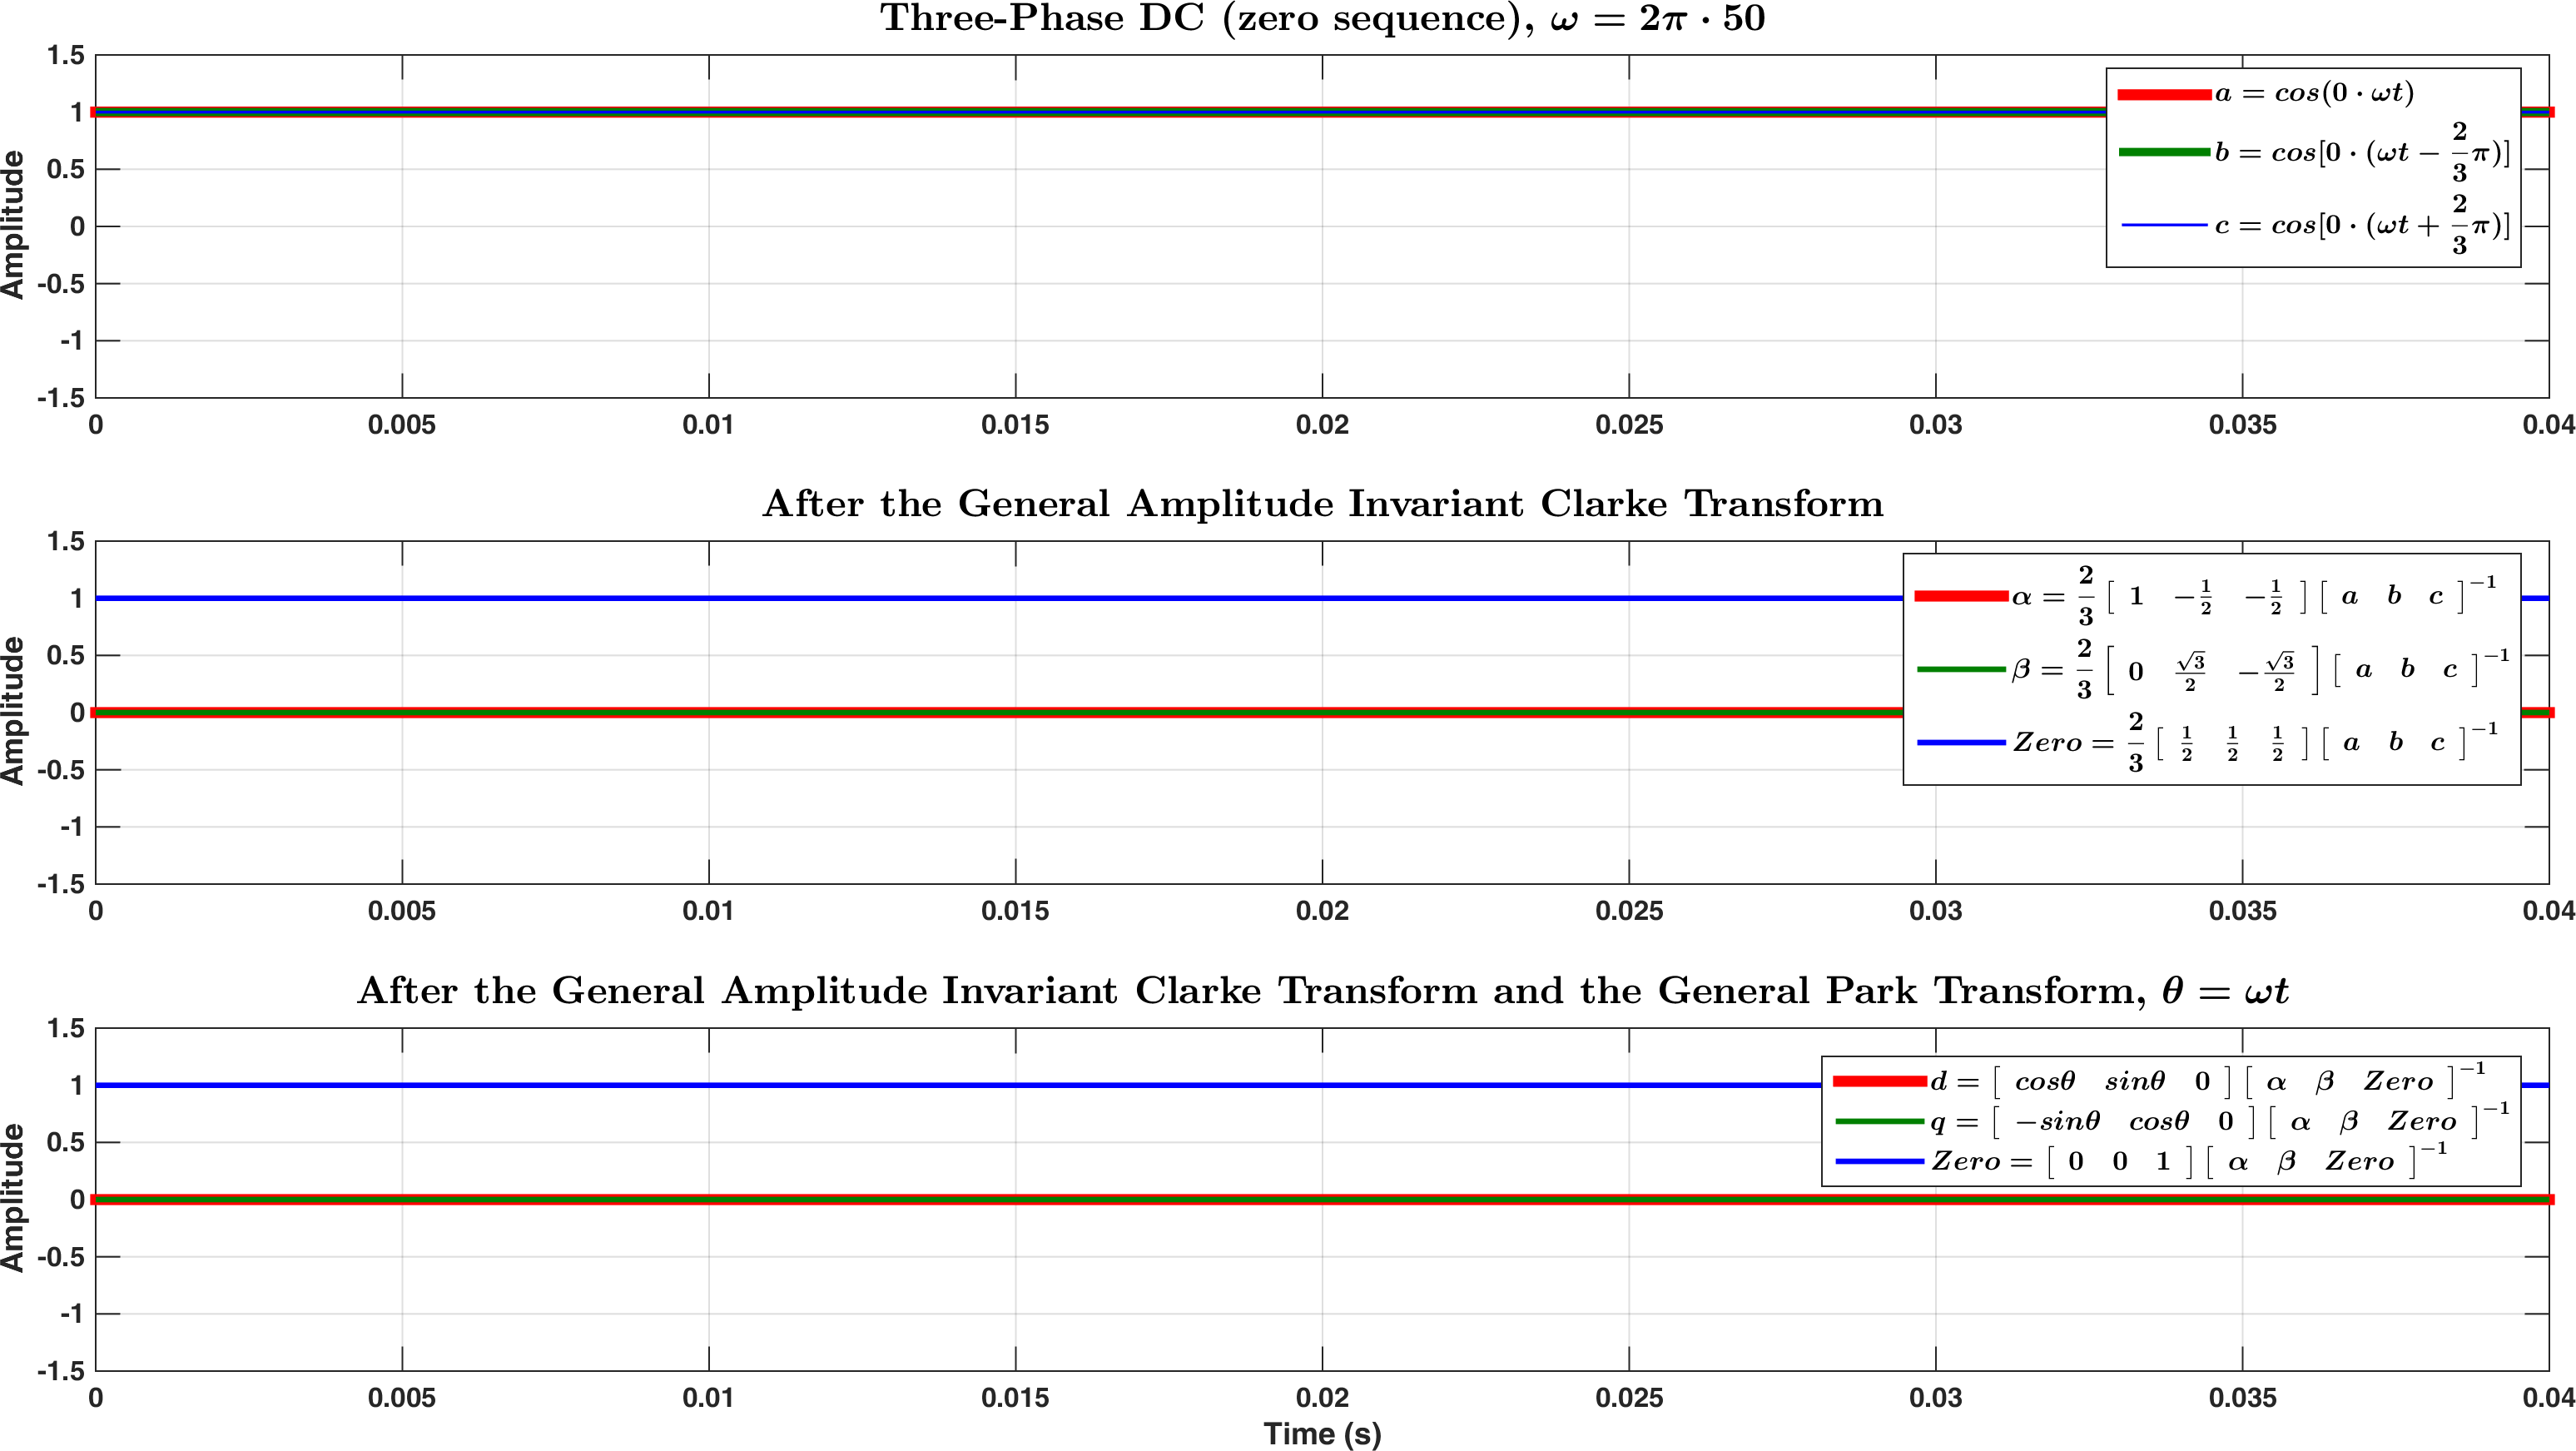 Three-Phase DC (zero sequence), ω = 2π · 50
1.5
1
0.5
0
-0.5
-1
-1.5
Amplitude
a = cos(0 · ωt)
b = cos[0 · (ωt − 2/3 π)]
c = cos[0 · (ωt + 2/3 π)]
0 0.005 0.01 0.015 0.02 0.025 0.03 0.035 0.04
After the General Amplitude Invariant Clarke Transform
1.5
1
0.5
0
-0.5
-1
-1.5
Amplitude
α = 2/3 [ 1 −1/2 −1/2 ] [ a b c ]⁻¹
β = 2/3 [ 0 √3/2 −√3/2 ] [ a b c ]⁻¹
Zero = 2/3 [ 1/2 1/2 1/2 ] [ a b c ]⁻¹
0 0.005 0.01 0.015 0.02 0.025 0.03 0.035 0.04
After the General Amplitude Invariant Clarke Transform and the General Park Transform, θ = ωt
1.5
1
0.5
0
-0.5
-1
-1.5
Amplitude
d = [ cosθ sinθ 0 ] [ α β Zero ]⁻¹
q = [ −sinθ cosθ 0 ] [ α β Zero ]⁻¹
Zero = [ 0 0 1 ] [ α β Zero ]⁻¹
0 0.005 0.01 0.015 0.02 0.025 0.03 0.035 0.04
Time (s)